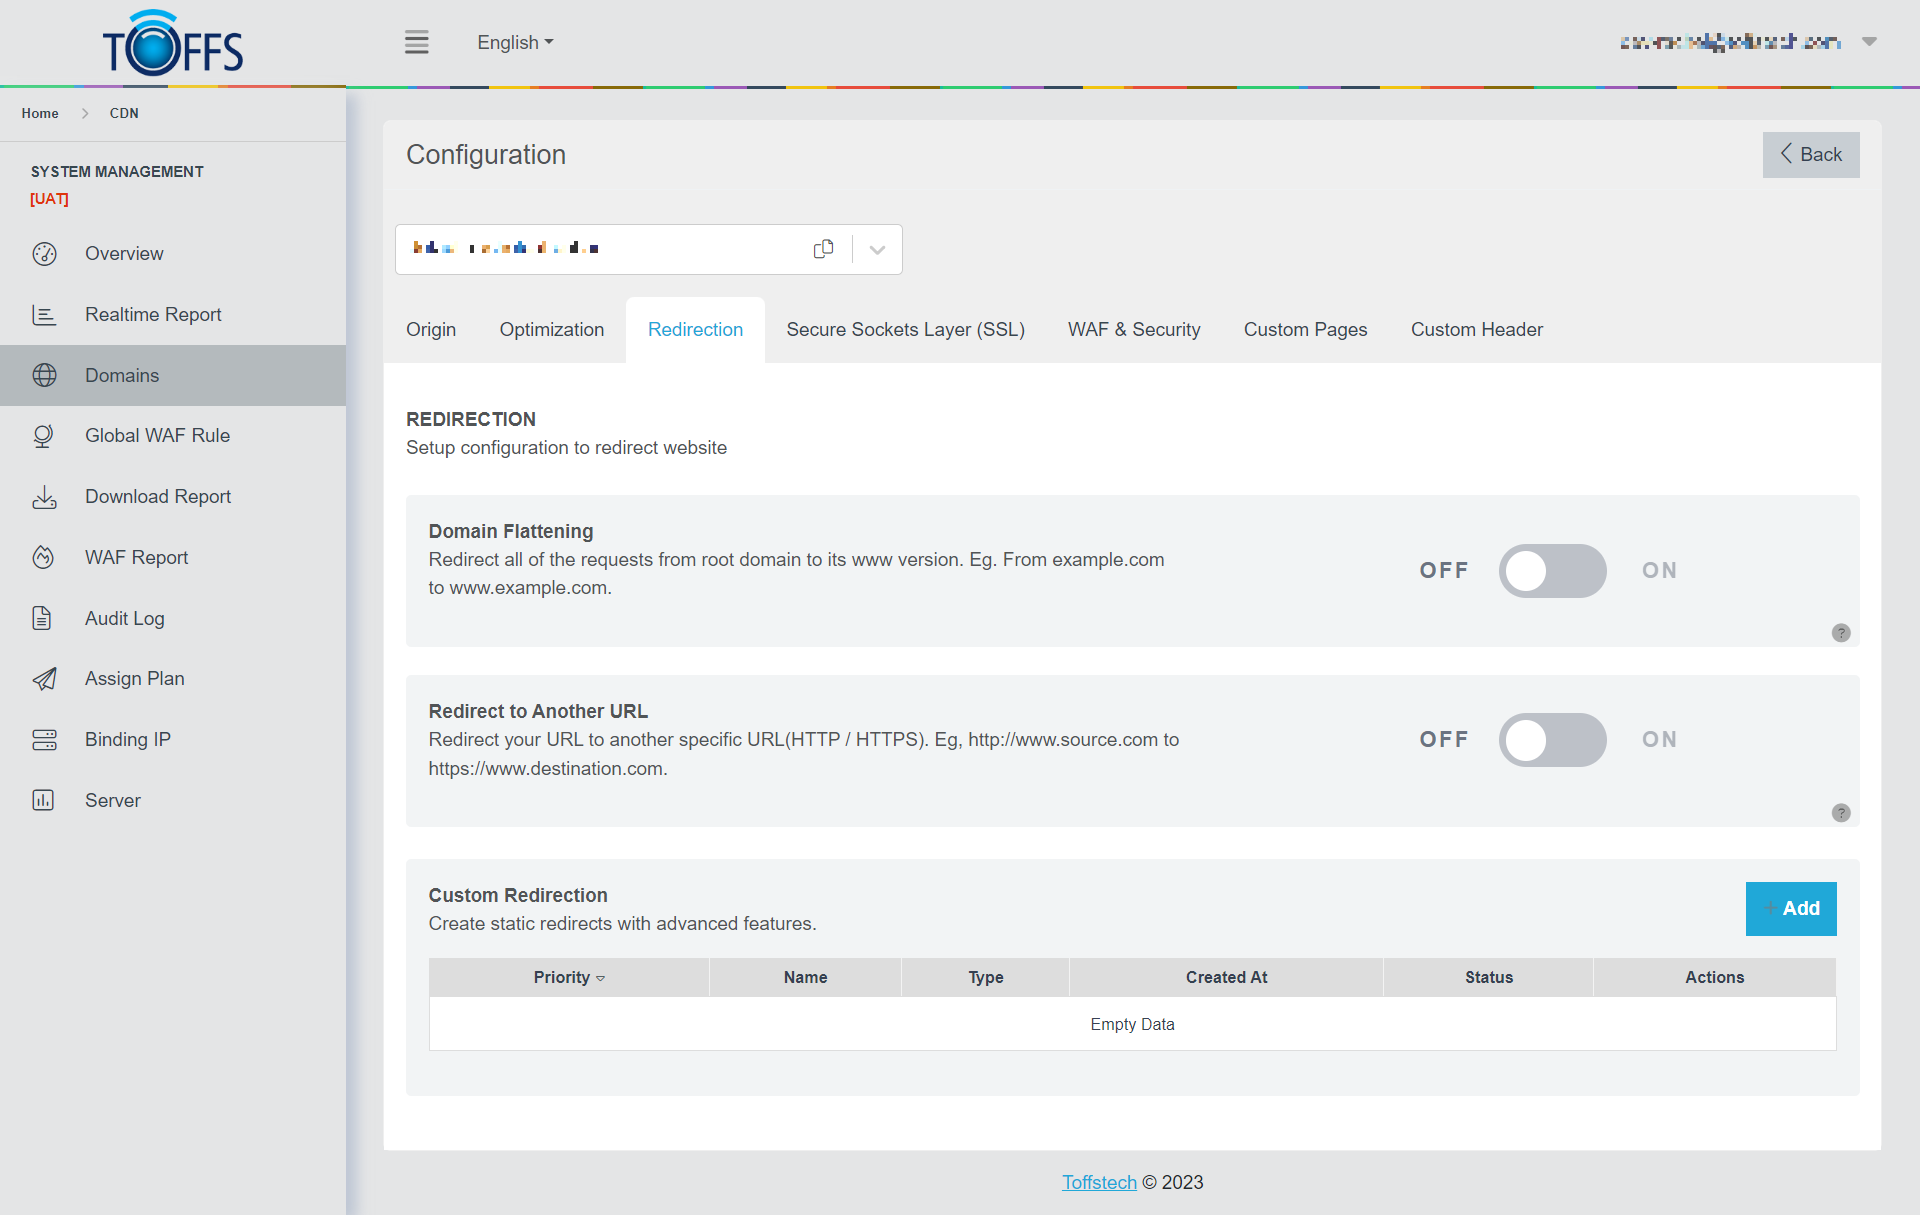 TOFFS
English
Home > CDN
SYSTEM MANAGEMENT
[UAT]
Overview
Realtime Report
Domains
Global WAF Rule
Download Report
WAF Report
Audit Log
Assign Plan
Binding IP
Server
Configuration
Back
Origin Optimization Redirection Secure Sockets Layer (SSL) WAF & Security Custom Pages Custom Header
REDIRECTION
Setup configuration to redirect website
Domain Flattening
Redirect all of the requests from root domain to its www version. Eg. From example.com
to www.example.com.
OFF ON
?
Redirect to Another URL
Redirect your URL to another specific URL(HTTP / HTTPS). Eg, http://www.source.com to
https://www.destination.com.
OFF ON
?
Custom Redirection
Create static redirects with advanced features.
+ Add
Priority Name Type Created At Status Actions
Empty Data
Toffstech © 2023